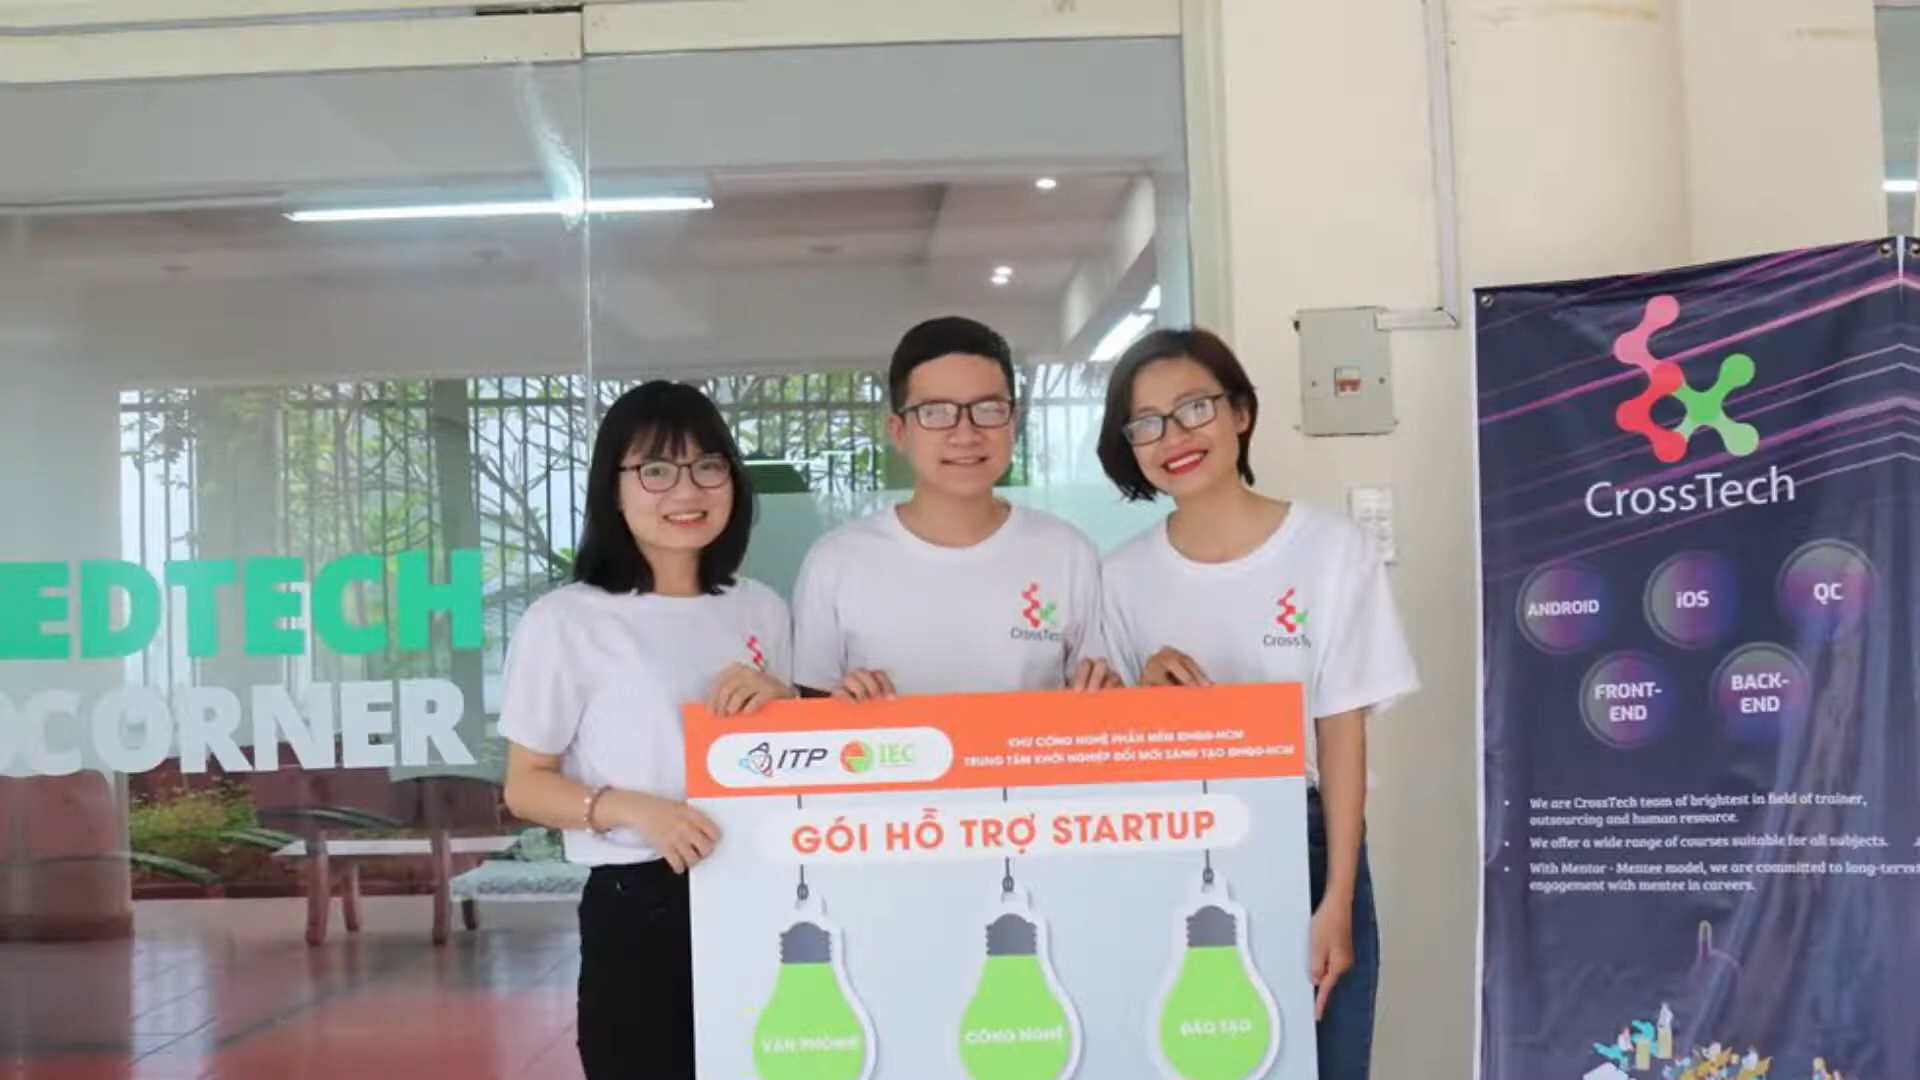 EDTECH
CORNER
CrossTech
CrossTech
ITP
IEC
KHU CÔNG NGHỆ PHẦN MỀM ĐHQG-HCM
TRUNG TÂM KHỞI NGHIỆP ĐỔI MỚI SÁNG TẠO ĐHQG-HCM
GÓI HỖ TRỢ STARTUP
VĂN PHÒNG
CÔNG NGHỆ
ĐÀO TẠO
CrossTech
ANDROID
iOS
QC
FRONT-
END
BACK-
END
• We are CrossTech team of brightest in field of trainer,
outsourcing and human resource.
• We offer a wide range of courses suitable for all subjects.
• With Mentor - Mentee model, we are committed to long-term
engagement with mentee in careers.